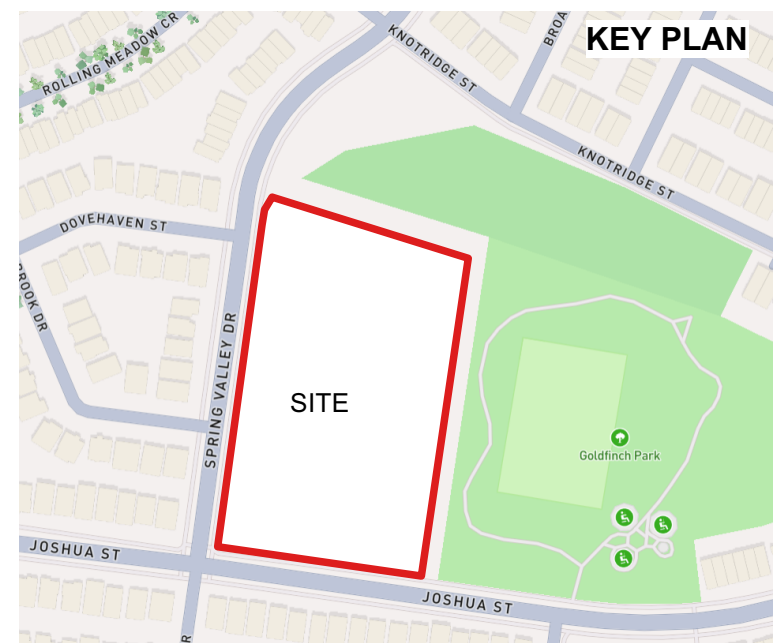 ROLLING MEADOW CR
KNOTRIDGE ST
BROA
KEY PLAN
KNOTRIDGE ST
DOVEHAVEN ST
BROOK DR
SPRING VALLEY DR
SITE
Goldfinch Park
JOSHUA ST
JOSHUA ST
R